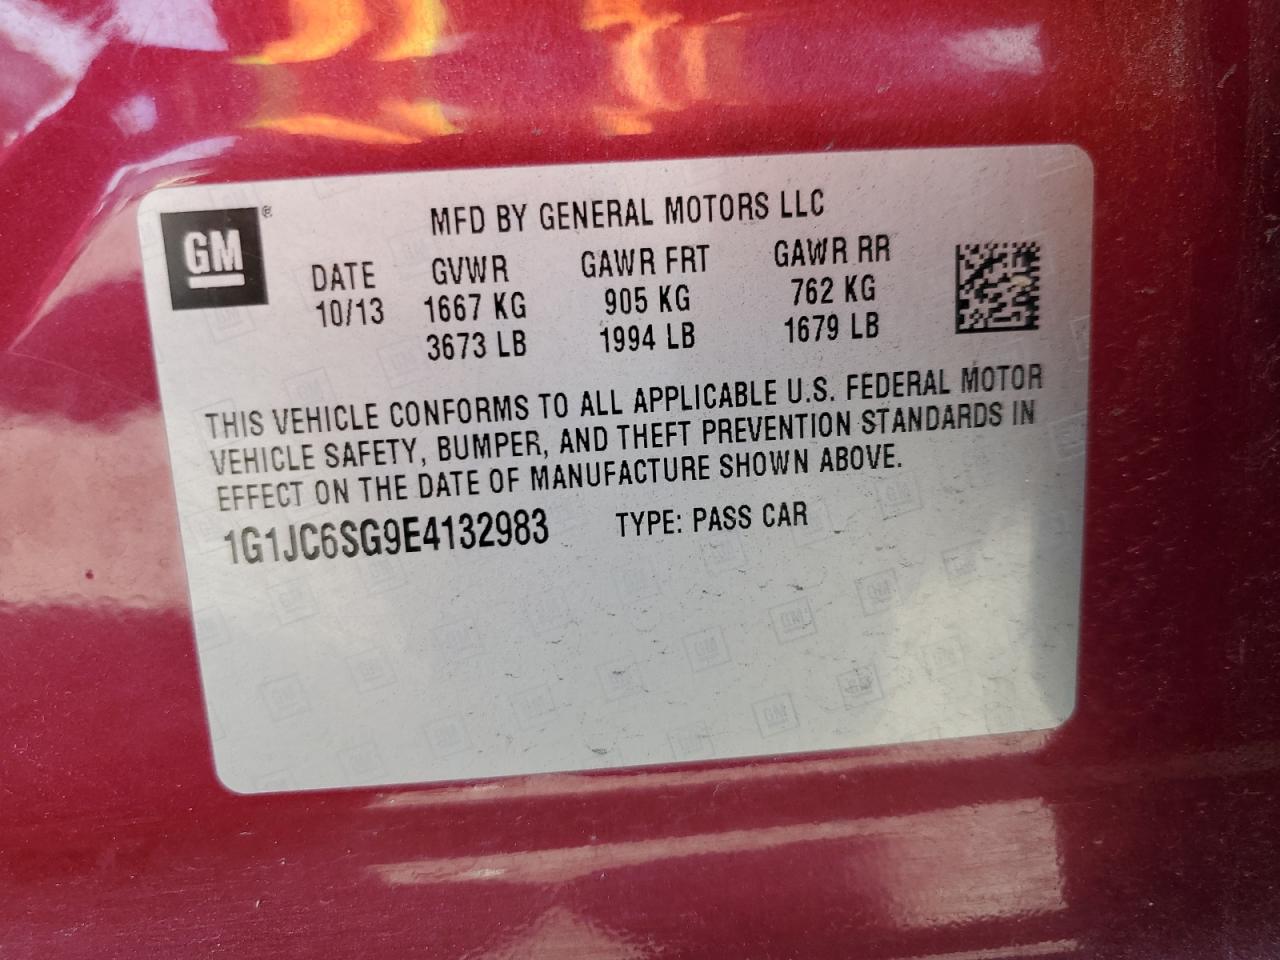 GM®
MFD BY GENERAL MOTORS LLC
DATE GVWR GAWR FRT GAWR RR
10/13 1667 KG 905 KG 762 KG
3673 LB 1994 LB 1679 LB
THIS VEHICLE CONFORMS TO ALL APPLICABLE U.S. FEDERAL MOTOR
VEHICLE SAFETY, BUMPER, AND THEFT PREVENTION STANDARDS IN
EFFECT ON THE DATE OF MANUFACTURE SHOWN ABOVE.
1G1JC6SG9E4132983 TYPE: PASS CAR